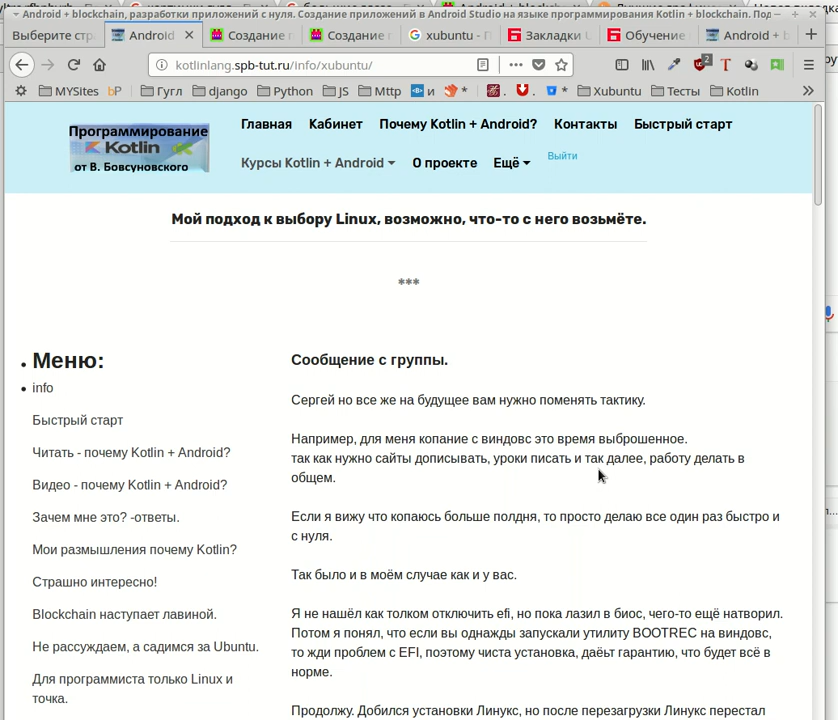 Android + blockchain, разработки приложений с нуля. Создание приложений в Android Studio на языке программирования Kotlin + blockchain. Под
Выберите стр
Android
Создание п
Создание п
xubuntu - П
Закладки U
Обучение
Android + b
kotlinlang.spb-tut.ru/info/xubuntu/
2
MYSites
bP
Гугл
django
Python
JS
Mttp
и
*
.
.
*
Xubuntu
Тесты
Kotlin
Программирование
Kotlin
от В. Бовсуновского
Главная Кабинет Почему Kotlin + Android? Контакты Быстрый старт
Курсы Kotlin + Android О проекте Ещё Выйти
Мой подход к выбору Linux, возможно, что-то с него возьмёте.
***
Меню:
info
Быстрый старт
Читать - почему Kotlin + Android?
Видео - почему Kotlin + Android?
Зачем мне это? -ответы.
Мои размышления почему Kotlin?
Страшно интересно!
Blockchain наступает лавиной.
Не рассуждаем, а садимся за Ubuntu.
Для программиста только Linux и
точка.
Сообщение с группы.
Сергей но все же на будущее вам нужно поменять тактику.
Например, для меня копание с виндовс это время выброшенное.
так как нужно сайты дописывать, уроки писать и так далее, работу делать в
общем.
Если я вижу что копаюсь больше полдня, то просто делаю все один раз быстро и
с нуля.
Так было и в моём случае как и у вас.
Я не нашёл как толком отключить efi, но пока лазил в биос, чего-то ещё натворил.
Потом я понял, что если вы однажды запускали утилиту BOOTREC на виндовс,
то жди проблем с EFI, поэтому чиста установка, даёьт гарантию, что будет всё в
норме.
Продолжу. Добился установки Линукс, но после перезагрузки Линукс перестал